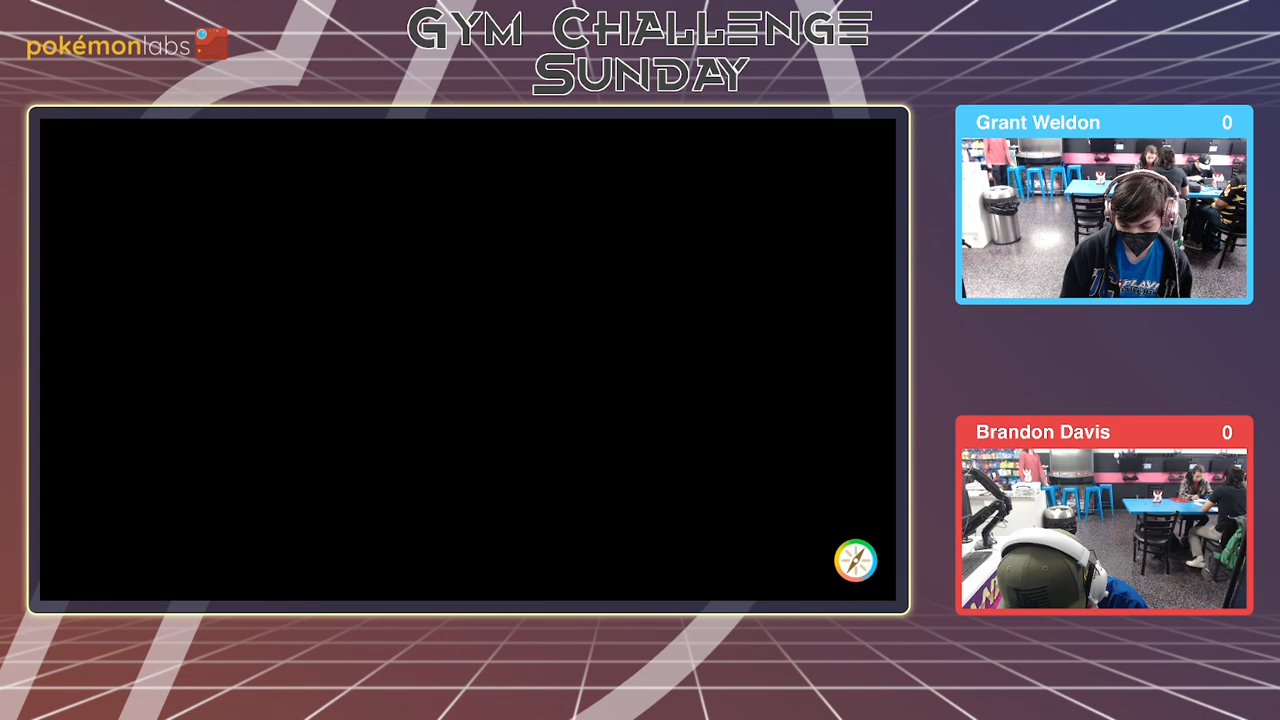 pokémonlabs
Gym Challenge
Sunday
Grant Weldon 0
Brandon Davis 0